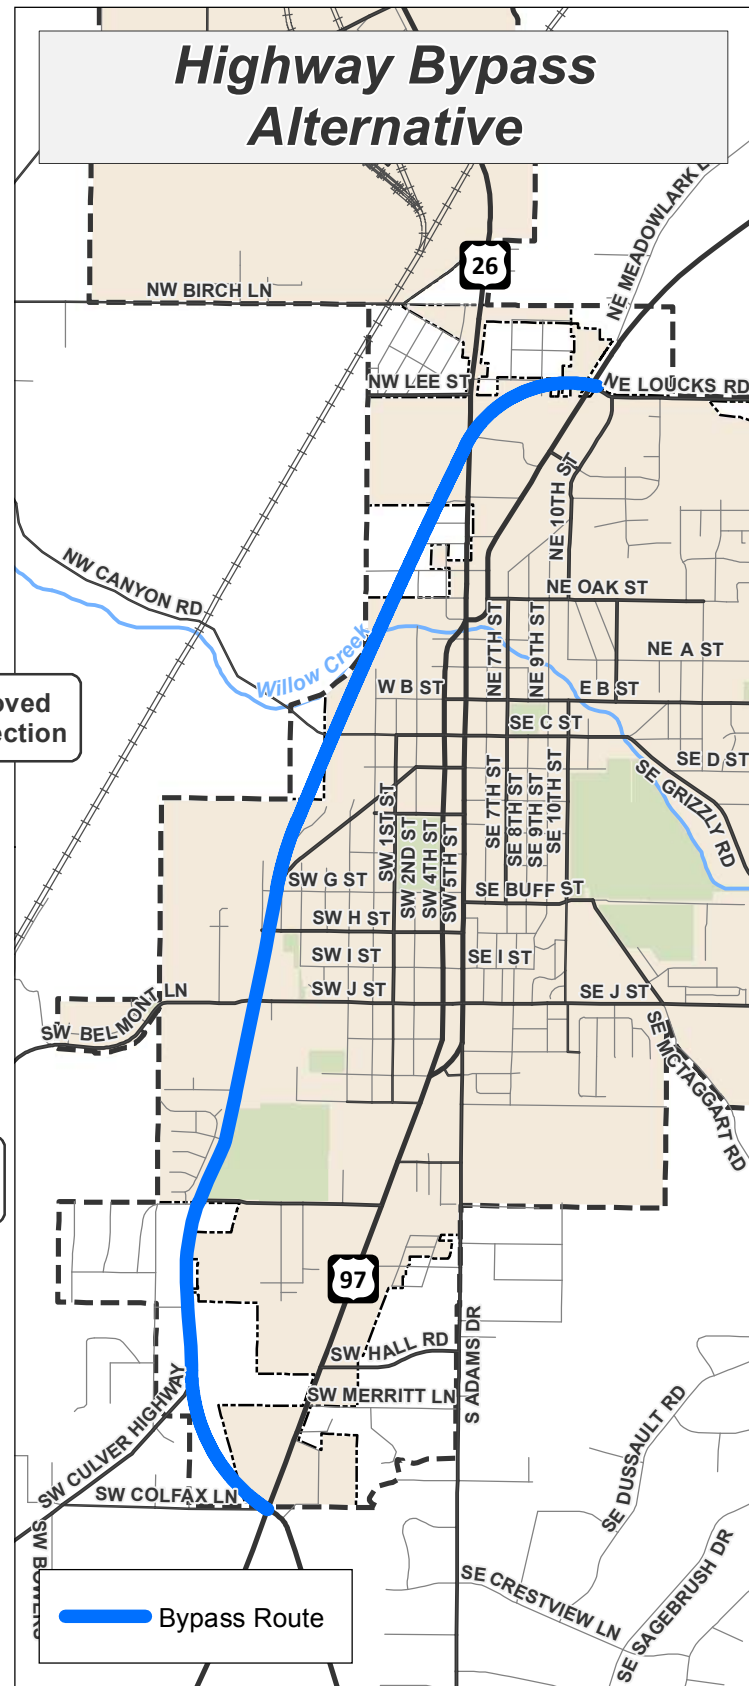 Highway Bypass
Alternative
NE MEADOWLARK
26
NW BIRCH LN
NW LEE ST
NE LOUCKS RD
NE 10TH ST
NW CANYON RD
NE OAK ST
Willow Creek
NE 7TH ST
NE 9TH ST
NE A ST
W B ST
E B ST
SE C ST
SE D ST
SE GRIZZLY RD
SW 1ST ST
SW 2ND ST
SW 4TH ST
SW 5TH ST
SE 7TH ST
SE 8TH ST
SE 9TH ST
SE 10TH ST
SW G ST
SE BUFF ST
SW H ST
SW I ST
SE I ST
SW J ST
SE J ST
SW BELMONT LN
SE MCTAGGART RD
97
SW HALL RD
S ADAMS DR
SW MERRITT LN
SW CULVER HIGHWAY
SW COLFAX LN
SE DUSSAULT RD
SE CRESTVIEW LN
SE SAGEBRUSH DR
Bypass Route